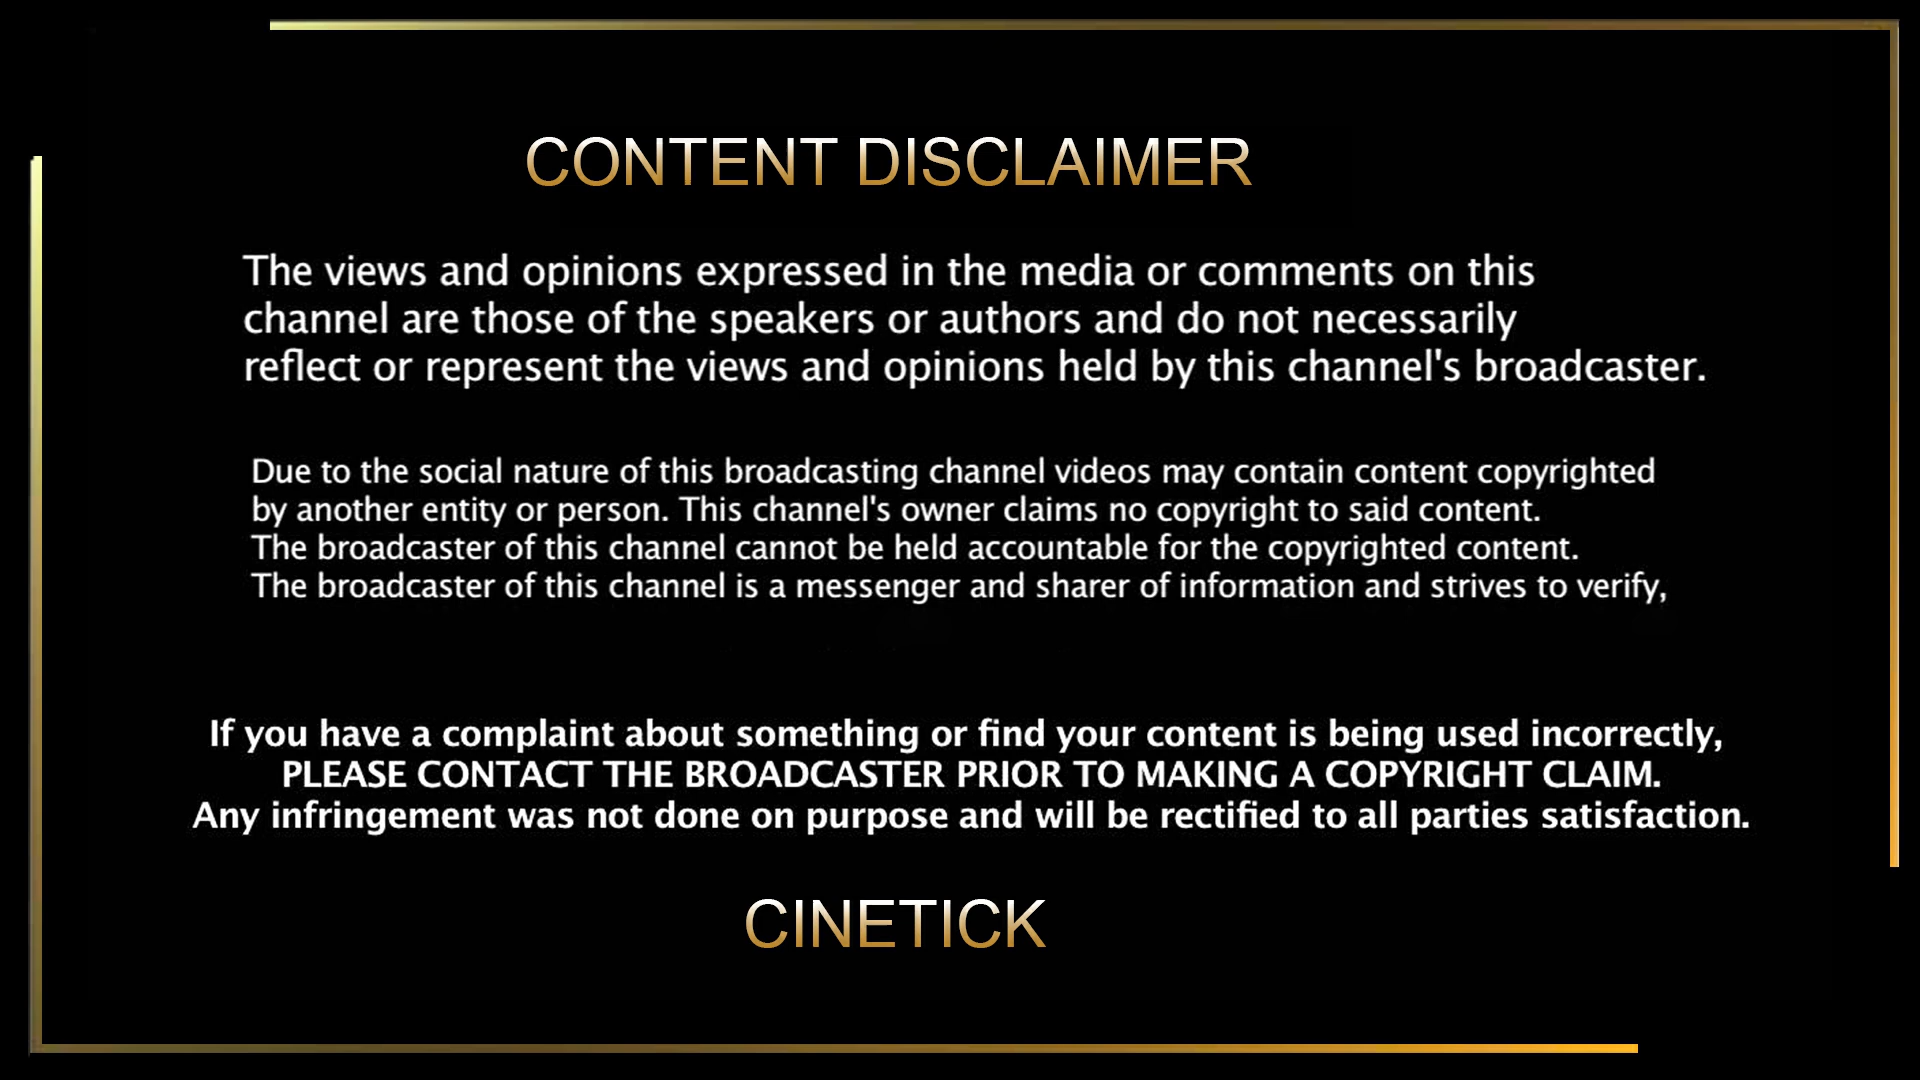 CONTENT DISCLAIMER
The views and opinions expressed in the media or comments on this
channel are those of the speakers or authors and do not necessarily
reflect or represent the views and opinions held by this channel's broadcaster.
Due to the social nature of this broadcasting channel videos may contain content copyrighted
by another entity or person. This channel's owner claims no copyright to said content.
The broadcaster of this channel cannot be held accountable for the copyrighted content.
The broadcaster of this channel is a messenger and sharer of information and strives to verify,
If you have a complaint about something or find your content is being used incorrectly,
PLEASE CONTACT THE BROADCASTER PRIOR TO MAKING A COPYRIGHT CLAIM.
Any infringement was not done on purpose and will be rectified to all parties satisfaction.
CINETICK